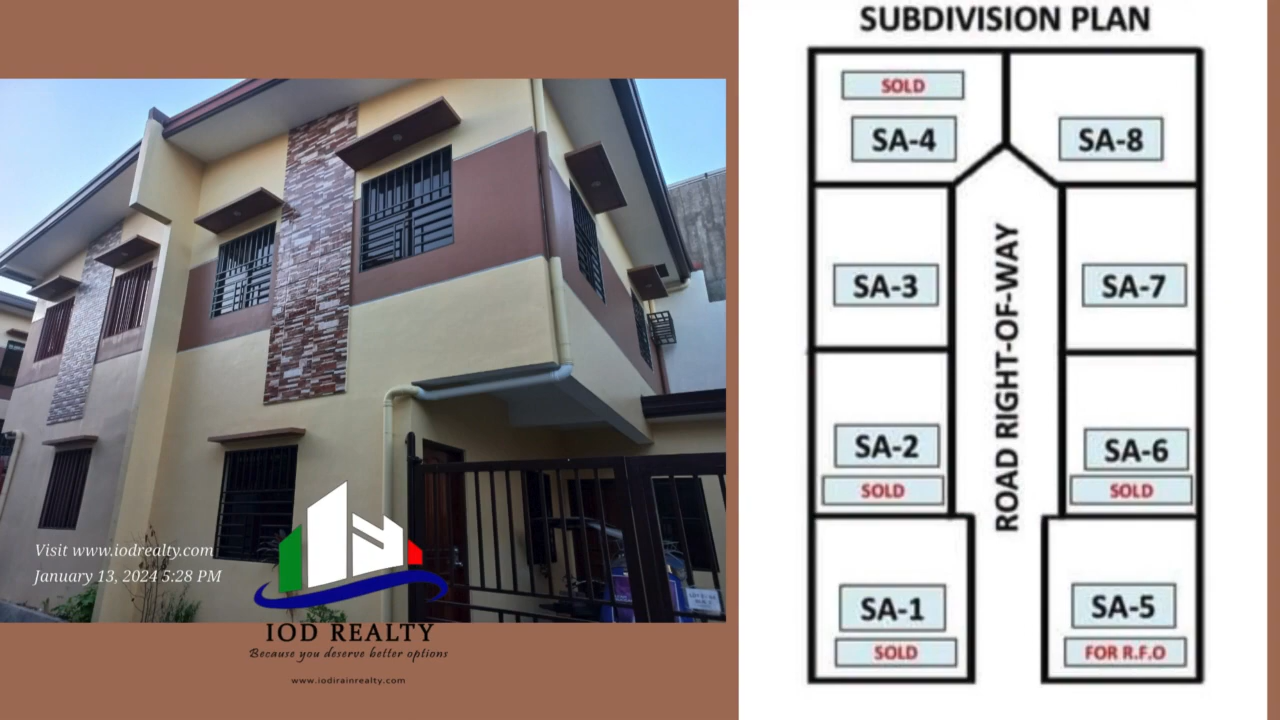 Visit www.iodrealty.com
January 13, 2024 5:28 PM
IOD REALTY
Because you deserve better options
www.iodirainrealty.com
SUBDIVISION PLAN
SOLD
SA-4
SA-8
SA-3
SA-7
ROAD RIGHT-OF-WAY
SA-2
SOLD
SA-6
SOLD
SA-1
SOLD
SA-5
FOR R.F.O